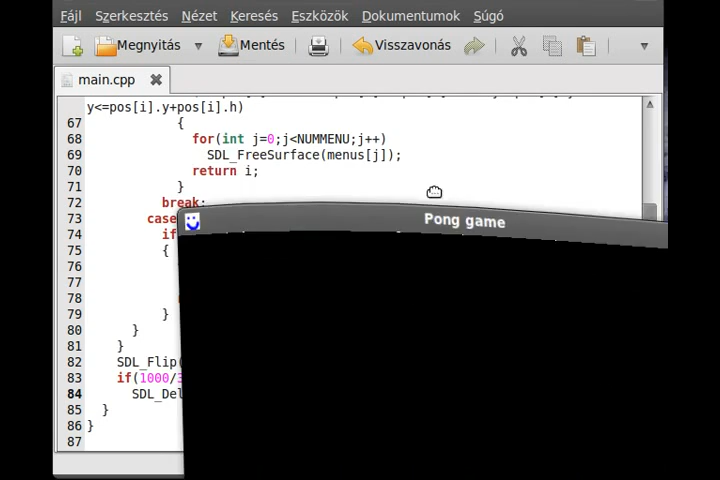 Fájl Szerkesztés Nézet Keresés Eszközök Dokumentumok Súgó
Megnyitás Mentés Visszavonás
main.cpp
y<=pos[i].y+pos[i].h)
67 {
68 for(int j=0;j<NUMMENU;j++)
69 SDL_FreeSurface(menus[j]);
70 return i;
71 }
72 break;
73 case
Pong game
74 if
75 {
76
77
78
79 }
80 }
81 }
82 SDL_Flip(
83 if(1000/
84 SDL_Del
85 }
86 }
87